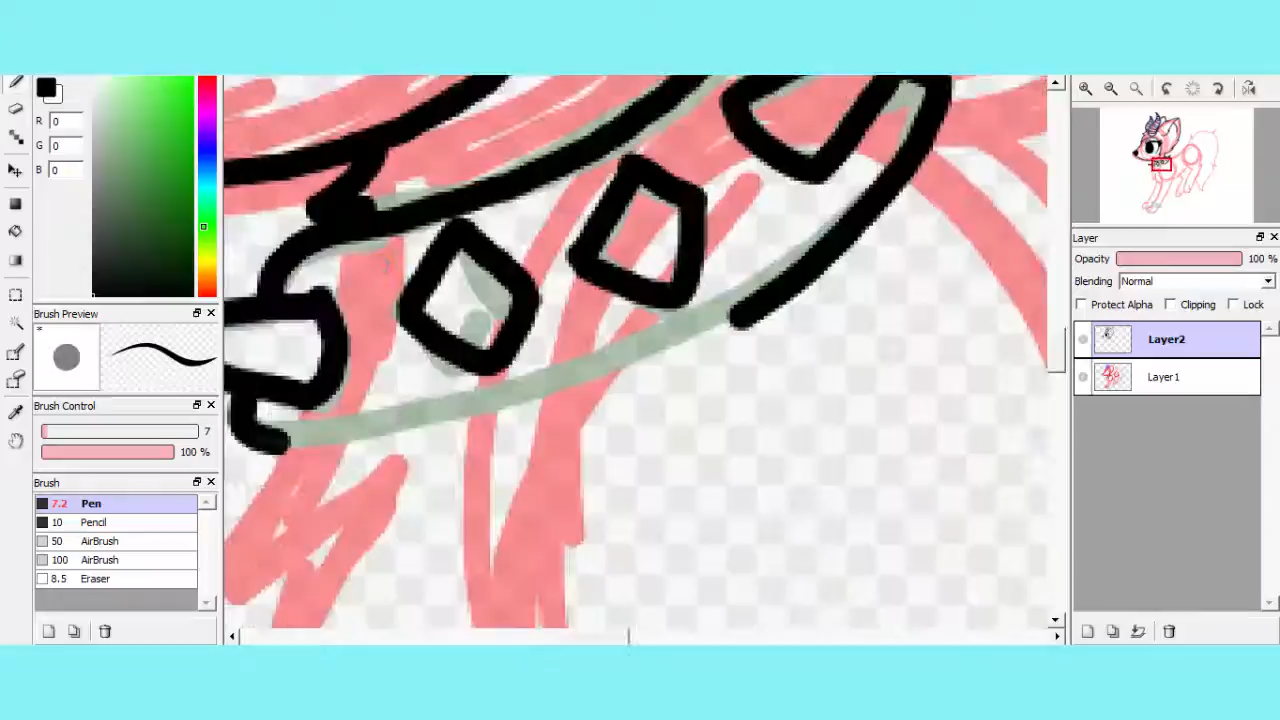 R 0
G 0
B 0
Brush Preview
*
Brush Control
7
100 %
Brush
7.2 Pen
10 Pencil
50 AirBrush
100 AirBrush
8.5 Eraser
Layer
Opacity
Blending Normal
Protect Alpha Clipping Lock
Layer2
Layer1